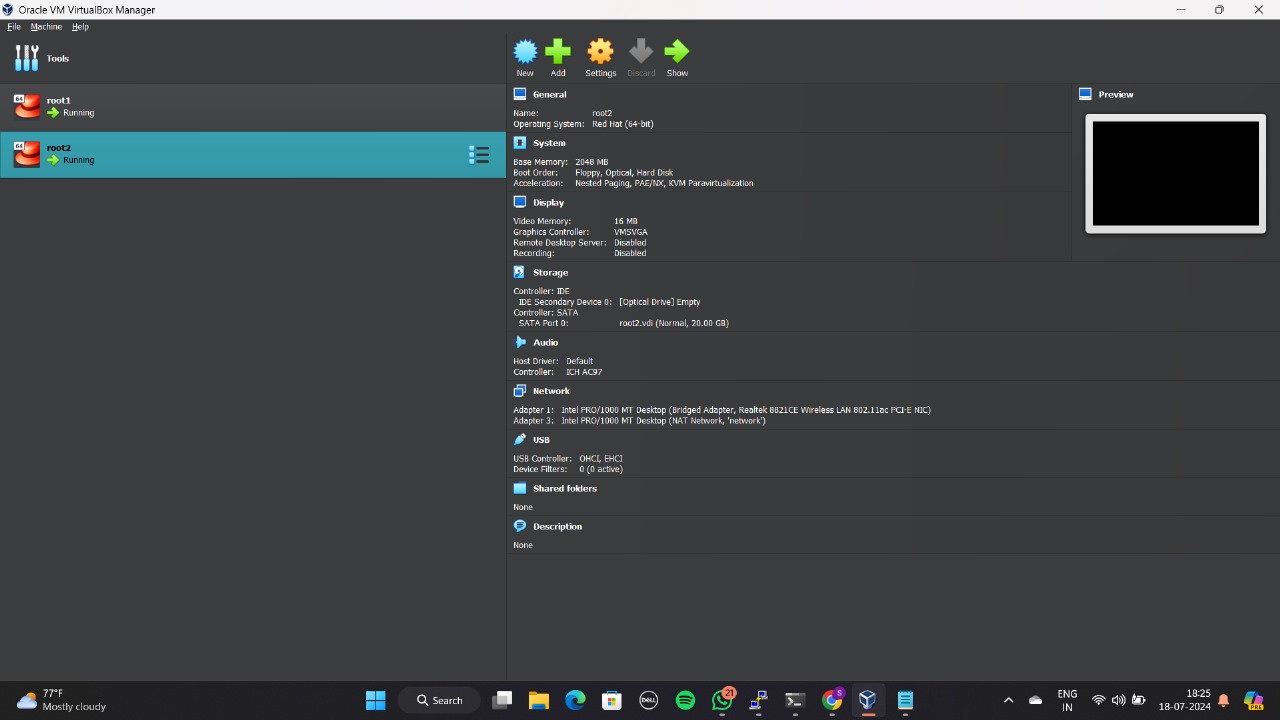 Oracle VM VirtualBox Manager
File Machine Help
Tools
64
root1
Running
64
root2
Running
New
Add
Settings
Discard
Show
General
Name: root2
Operating System: Red Hat (64-bit)
System
Base Memory: 2048 MB
Boot Order: Floppy, Optical, Hard Disk
Acceleration: Nested Paging, PAE/NX, KVM Paravirtualization
Display
Video Memory: 16 MB
Graphics Controller: VMSVGA
Remote Desktop Server: Disabled
Recording: Disabled
Storage
Controller: IDE
IDE Secondary Device 0: [Optical Drive] Empty
Controller: SATA
SATA Port 0: root2.vdi (Normal, 20.00 GB)
Audio
Host Driver: Default
Controller: ICH AC97
Network
Adapter 1: Intel PRO/1000 MT Desktop (Bridged Adapter, Realtek 8821CE Wireless LAN 802.11ac PCI-E NIC)
Adapter 3: Intel PRO/1000 MT Desktop (NAT Network, 'network')
USB
USB Controller: OHCI, EHCI
Device Filters: 0 (0 active)
Shared folders
None
Description
None
Preview
77°F
Mostly cloudy
Search
DELL
21
S
ENG
IN
18:25
18-07-2024
PRE